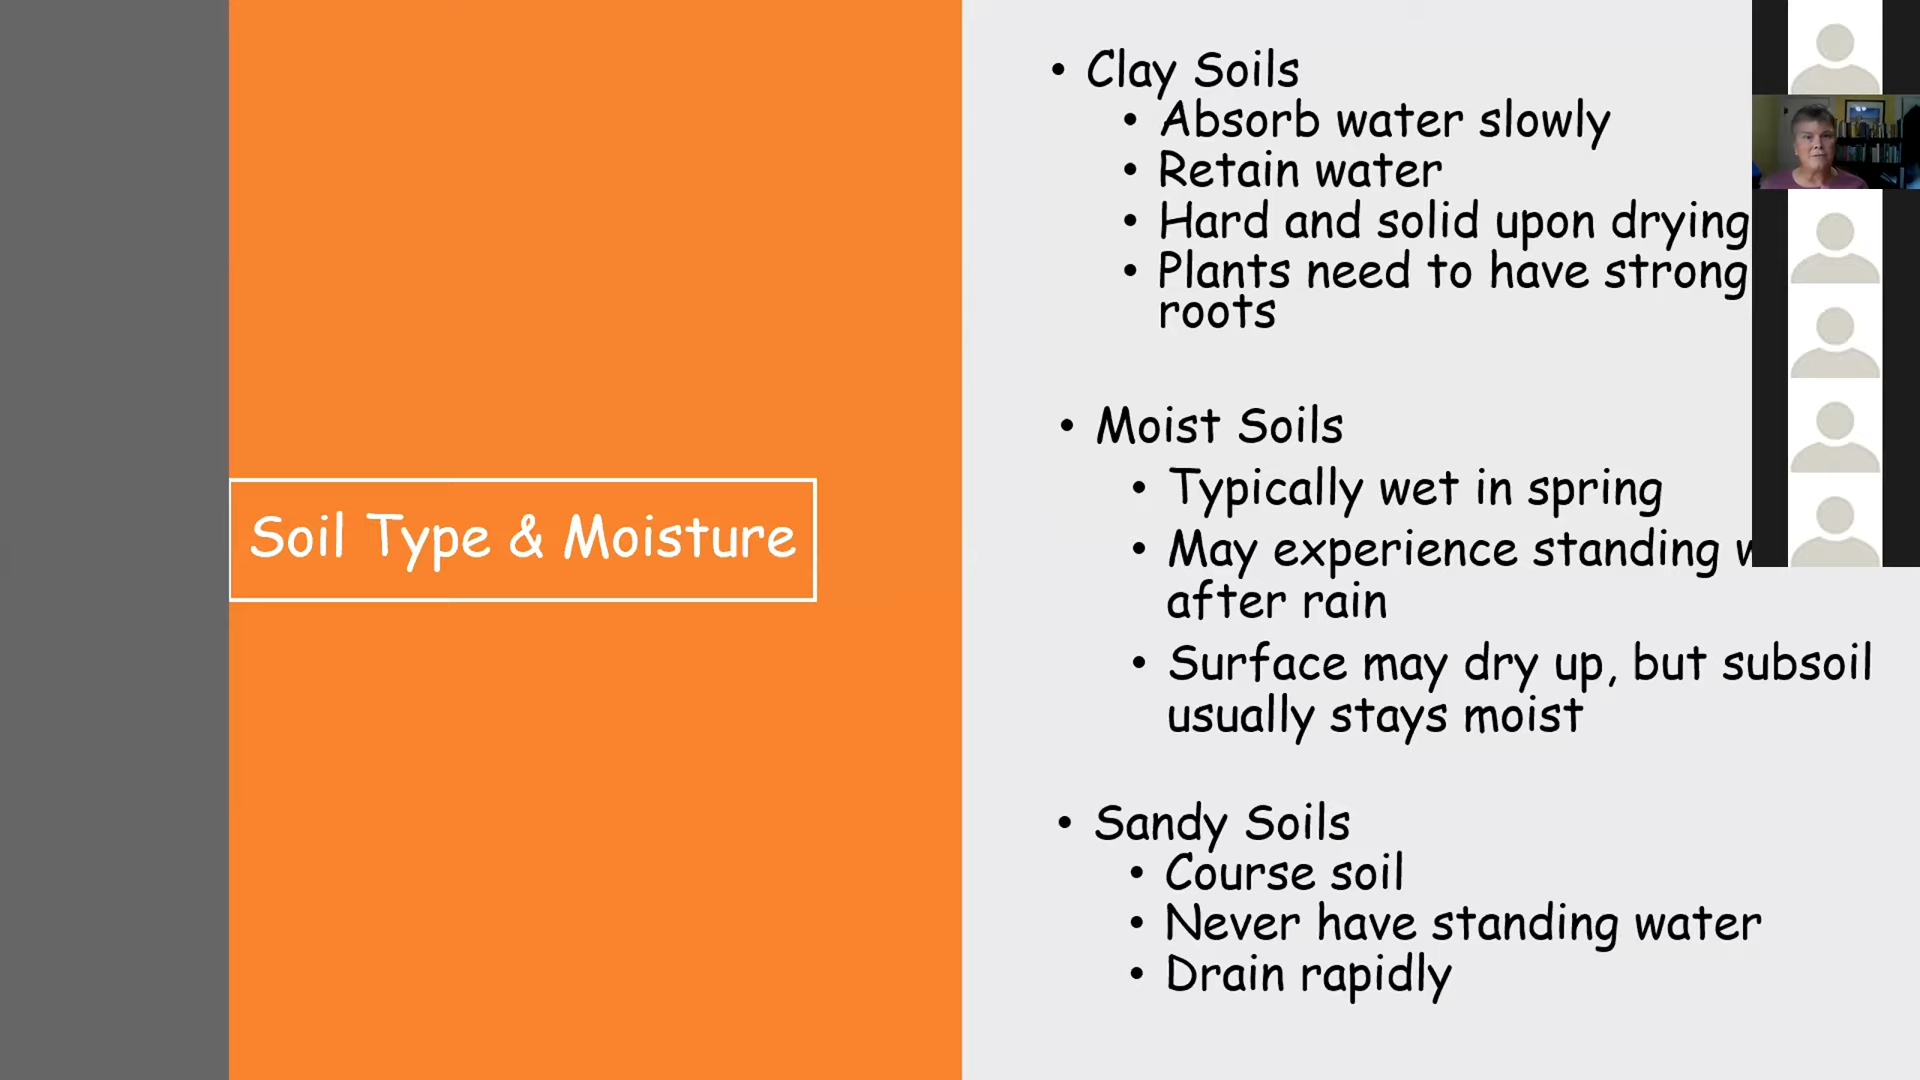 Soil Type & Moisture
• Clay Soils
• Absorb water slowly
• Retain water
• Hard and solid upon drying
• Plants need to have strong
roots
• Moist Soils
• Typically wet in spring
• May experience standing
after rain
• Surface may dry up, but subsoil
usually stays moist
• Sandy Soils
• Course soil
• Never have standing water
• Drain rapidly